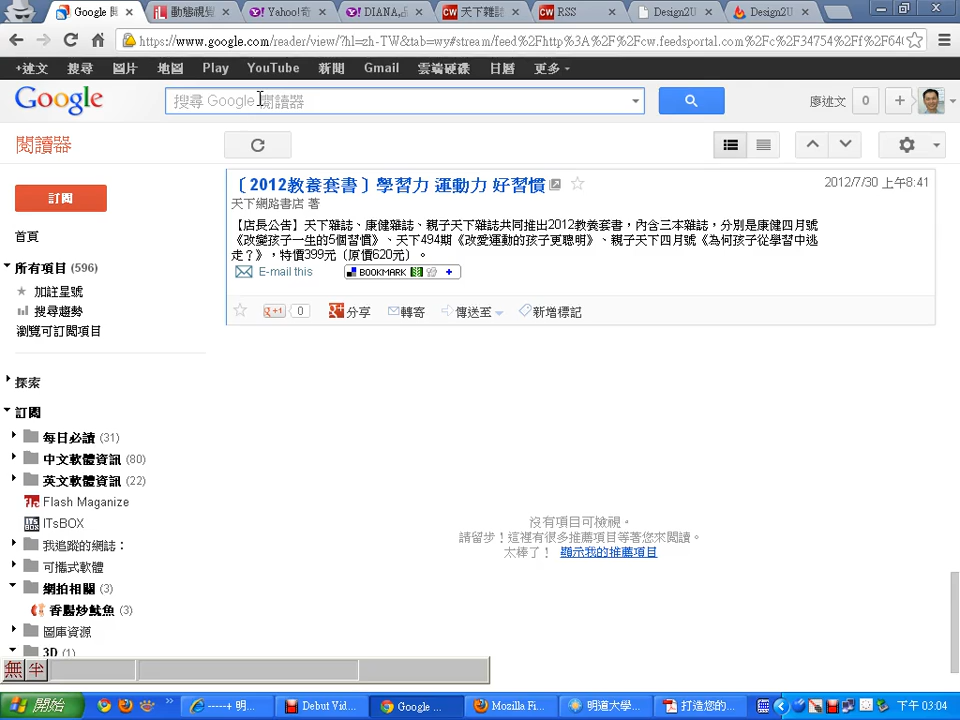 Google 閱
動態視覺
Yahoo!奇
DIANA,品
天下雜誌
RSS
Design2U
Design2U
https://www.google.com/reader/view/?hl=zh-TW&tab=wy#stream/feed%2Fhttp%3A%2F%2Fcw.feedsportal.com%2Fc%2F34754%2Ff%2F640
+述文 搜尋 圖片 地圖 Play YouTube 新聞 Gmail 雲端硬碟 日曆 更多
Google
搜尋 Google 閱讀器
廖述文 0 +
閱讀器
訂閱
首頁
所有項目 (596)
加註星號
搜尋趨勢
瀏覽可訂閱項目
探索
訂閱
每日必讀 (31)
中文軟體資訊 (80)
英文軟體資訊 (22)
Flash Maganize
ITsBOX
我追蹤的網誌：
可攜式軟體
網拍相關 (3)
香腸炒魷魚 (3)
圖庫資源
3D (1)
〔2012教養套書〕學習力 運動力 好習慣
2012/7/30 上午8:41
天下網路書店 著
【店長公告】天下雜誌、康健雜誌、親子天下雜誌共同推出2012教養套書，內含三本雜誌，分別是康健四月號
《改變孩子一生的5個習慣》、天下494期《改愛運動的孩子更聰明》、親子天下四月號《為何孩子從學習中逃
走？》，特價399元〔原價620元〕。
E-mail this BOOKMARK
+1 0 分享 轉寄 傳送至 新增標記
沒有項目可檢視。
請留步！這裡有很多推薦項目等著您來閱讀。
太棒了！ 顯示我的推薦項目
無 半
開始 -----+ 明... Debut Vid... Google ... Mozilla Fi... 明道大學... 打造您的... 下午 03:04